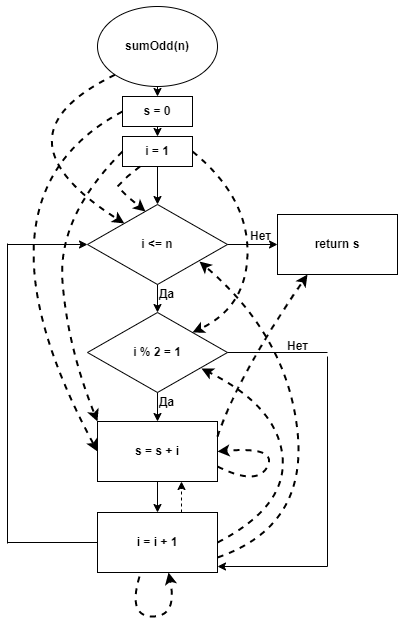 sumOdd(n)
s = 0
i = 1
i <= n
Нет
return s
Да
i % 2 = 1
Нет
Да
s = s + i
i = i + 1